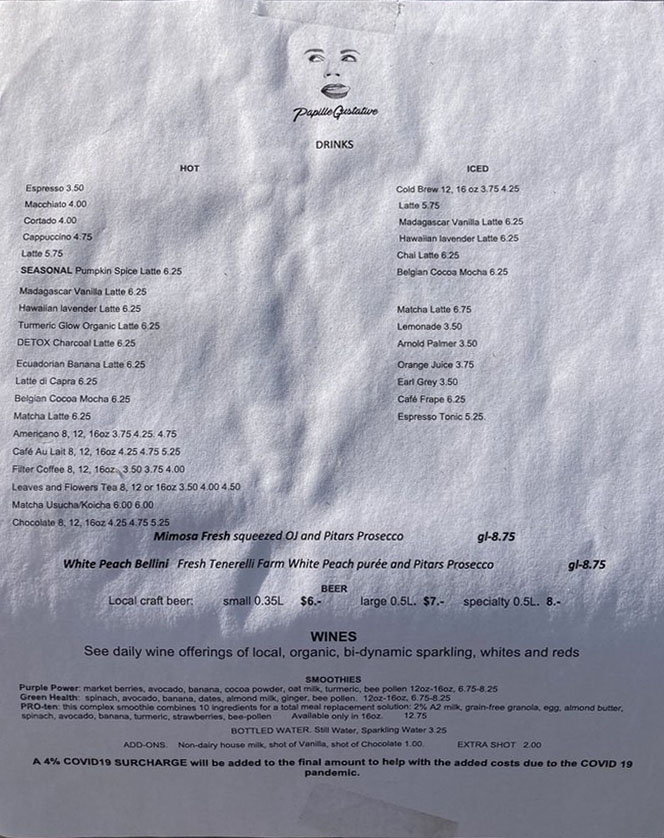 Papille Gustative
DRINKS
HOT
Espresso 3.50
Macchiato 4.00
Cortado 4.00
Cappuccino 4.75
Latte 5.75
SEASONAL Pumpkin Spice Latte 6.25
Madagascar Vanilla Latte 6.25
Hawaiian lavender Latte 6.25
Turmeric Glow Organic Latte 6.25
DETOX Charcoal Latte 6.25
Ecuadorian Banana Latte 6.25
Latte di Capra 6.25
Belgian Cocoa Mocha 6.25
Matcha Latte 6.25
Americano 8, 12, 16oz 3.75 4.25. 4.75
Café Au Lait 8, 12, 16oz 4.25 4.75 5.25
Filter Coffee 8, 12, 16oz. 3.50 3.75 4.00
Leaves and Flowers Tea 8, 12 or 16oz 3.50 4.00 4.50
Matcha Usucha/Koicha 6.00 6.00
Chocolate 8, 12, 16oz 4.25 4.75 5.25
ICED
Cold Brew 12, 16 oz 3.75 4.25
Latte 5.75
Madagascar Vanilla Latte 6.25
Hawaiian lavender Latte 6.25
Chai Latte 6.25
Belgian Cocoa Mocha 6.25
Matcha Latte 6.75
Lemonade 3.50
Arnold Palmer 3.50
Orange Juice 3.75
Earl Grey 3.50
Café Frape 6.25
Espresso Tonic 5.25.
Mimosa Fresh squeezed OJ and Pitars Prosecco gl-8.75
White Peach Bellini Fresh Tenerelli Farm White Peach purée and Pitars Prosecco gl-8.75
BEER
Local craft beer: small 0.35L $6.- large 0.5L. $7.- specialty 0.5L. 8.-
WINES
See daily wine offerings of local, organic, bi-dynamic sparkling, whites and reds
SMOOTHIES
Purple Power: market berries, avocado, banana, cocoa powder, oat milk, turmeric, bee pollen 12oz-16oz. 6.75-8.25
Green Health: spinach, avocado, banana, dates, almond milk, ginger, bee pollen. 12oz-16oz. 6.75-8.25
PRO-ten: this complex smoothie combines 10 ingredients for a total meal replacement solution: 2% A2 milk, grain-free granola, egg, almond butter,
spinach, avocado, banana, turmeric, strawberries, bee-pollen Available only in 16oz. 12.75
BOTTLED WATER. Still Water, Sparkling Water 3.25
ADD-ONS. Non-dairy house milk, shot of Vanilla, shot of Chocolate 1.00. EXTRA SHOT 2.00
A 4% COVID19 SURCHARGE will be added to the final amount to help with the added costs due to the COVID 19
pandemic.